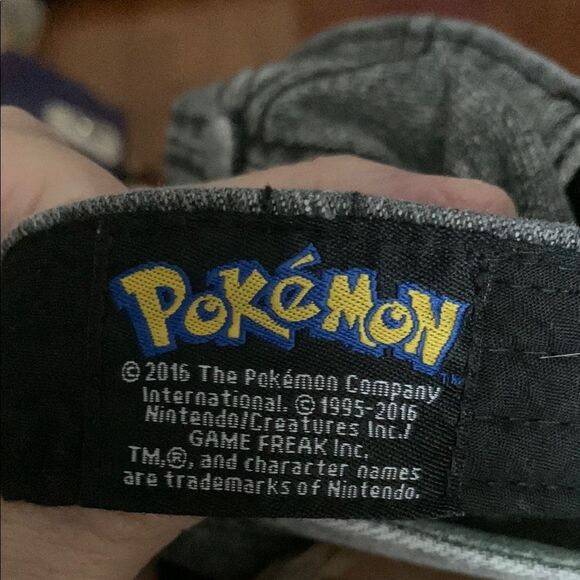 POKéMON™
© 2016 The Pokémon Company
International. © 1995-2016
Nintendo/Creatures Inc./
GAME FREAK Inc.
TM,®, and character names
are trademarks of Nintendo.